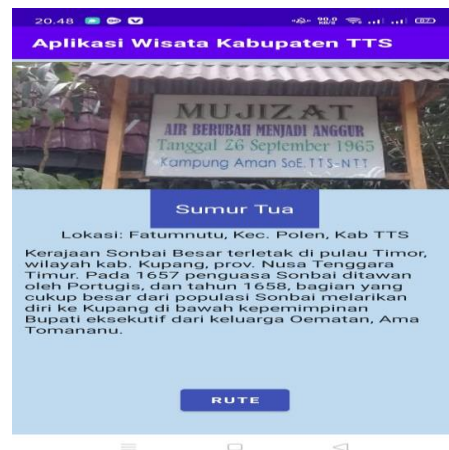 20.48
Aplikasi Wisata Kabupaten TTS
MUJIZAT
AIR BERUBAH MENJADI ANGGUR
Tanggal 26 September 1965
Kampung Aman SoE.TTS-NTT
Sumur Tua
Lokasi: Fatumnutu, Kec. Polen, Kab TTS
Kerajaan Sonbai Besar terletak di pulau Timor,
wilayah kab. Kupang, prov. Nusa Tenggara
Timur. Pada 1657 penguasa Sonbai ditawan
oleh Portugis, dan tahun 1658, bagian yang
cukup besar dari populasi Sonbai melarikan
diri ke Kupang di bawah kepemimpinan
Bupati eksekutif dari keluarga Oematan, Ama
Tomananu.
RUTE